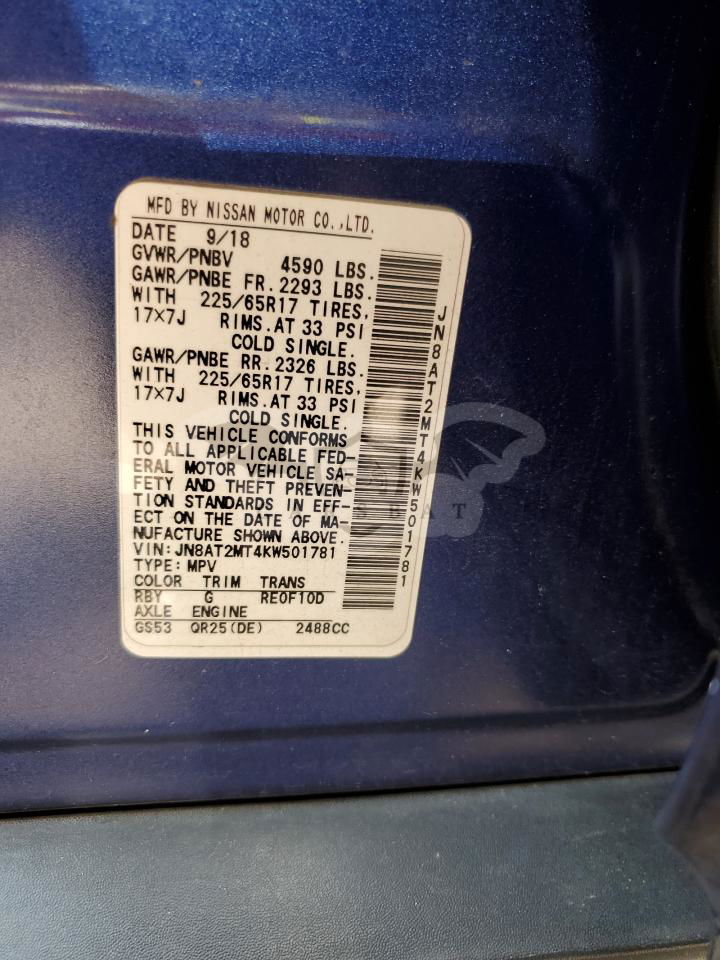 MFD BY NISSAN MOTOR CO.,LTD.
DATE 9/18
GVWR/PNBV 4590 LBS.
GAWR/PNBE FR. 2293 LBS.
WITH 225/65R17 TIRES,
17×7J RIMS. AT 33 PSI
COLD SINGLE.
GAWR/PNBE RR. 2326 LBS.
WITH 225/65R17 TIRES,
17×7J RIMS. AT 33 PSI
COLD SINGLE.
THIS VEHICLE CONFORMS
TO ALL APPLICABLE FED-
ERAL MOTOR VEHICLE SA-
FETY AND THEFT PREVEN-
TION STANDARDS IN EFF-
ECT ON THE DATE OF MA-
NUFACTURE SHOWN ABOVE.
VIN:JN8AT2MT4KW501781
TYPE:MPV
COLOR TRIM TRANS
RBY G RE0F10D
AXLE ENGINE
GS53 QR25(DE) 2488CC
JN8AT2MT4KW501781